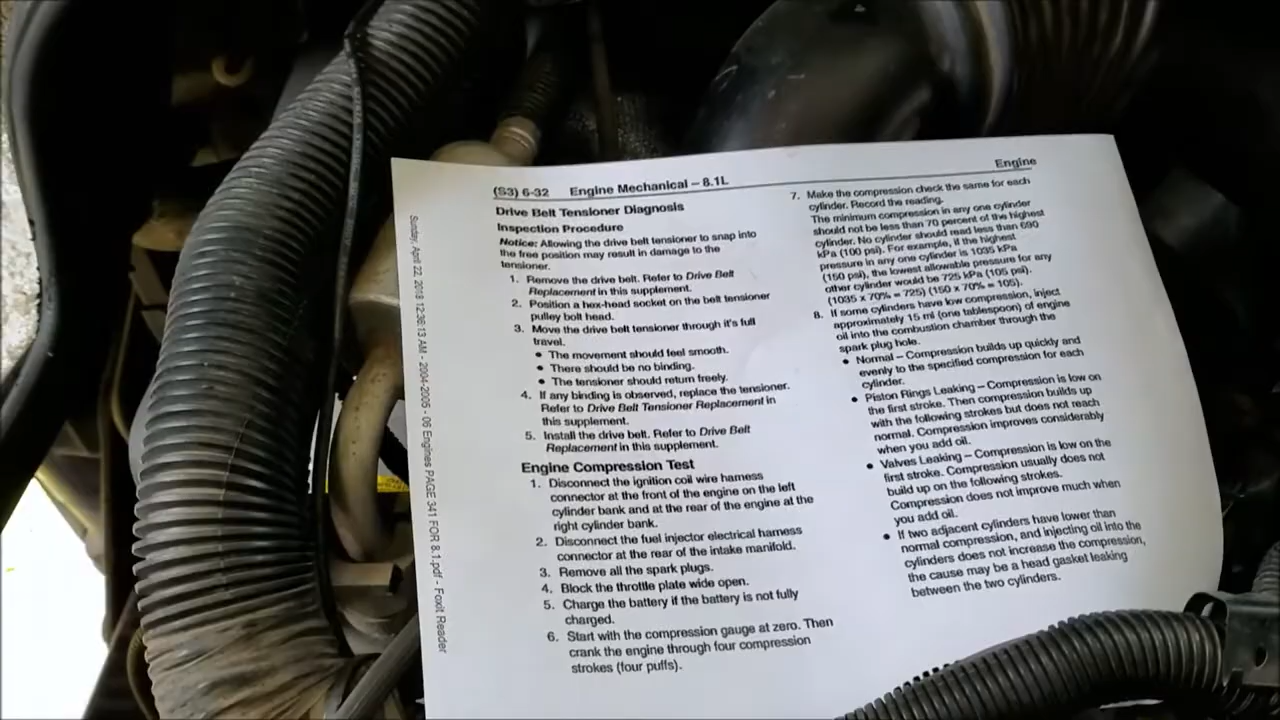 (S3) 6-32 Engine Mechanical – 8.1L
Engine
Drive Belt Tensioner Diagnosis
Inspection Procedure
Notice: Allowing the drive belt tensioner to snap into
the free position may result in damage to the
tensioner.
1. Remove the drive belt. Refer to Drive Belt
Replacement in this supplement.
2. Position a hex-head socket on the belt tensioner
pulley bolt head.
3. Move the drive belt tensioner through it's full
travel.
• The movement should feel smooth.
• There should be no binding.
• The tensioner should return freely.
4. If any binding is observed, replace the tensioner.
Refer to Drive Belt Tensioner Replacement in
this supplement.
5. Install the drive belt. Refer to Drive Belt
Replacement in this supplement.
Engine Compression Test
1. Disconnect the ignition coil wire harness
connector at the front of the engine on the left
cylinder bank and at the rear of the engine at the
right cylinder bank.
2. Disconnect the fuel injector electrical harness
connector at the rear of the intake manifold.
3. Remove all the spark plugs.
4. Block the throttle plate wide open.
5. Charge the battery if the battery is not fully
charged.
6. Start with the compression gauge at zero. Then
crank the engine through four compression
strokes (four puffs).
7. Make the compression check the same for each
cylinder. Record the reading.
The minimum compression in any one cylinder
should not be less than 70 percent of the highest
cylinder. No cylinder should read less than 690
kPa (100 psi). For example, if the highest
pressure in any one cylinder is 1035 kPa
(150 psi), the lowest allowable pressure for any
other cylinder would be 725 kPa (105 psi).
(1035 x 70% = 725) (150 x 70% = 105).
8. If some cylinders have low compression, inject
approximately 15 ml (one tablespoon) of engine
oil into the combustion chamber through the
spark plug hole.
• Normal – Compression builds up quickly and
evenly to the specified compression for each
cylinder.
• Piston Rings Leaking – Compression is low on
the first stroke. Then compression builds up
with the following strokes but does not reach
normal. Compression improves considerably
when you add oil.
• Valves Leaking – Compression is low on the
first stroke. Compression usually does not
build up on the following strokes.
Compression does not improve much when
you add oil.
• If two adjacent cylinders have lower than
normal compression, and injecting oil into the
cylinders does not increase the compression,
the cause may be a head gasket leaking
between the two cylinders.
Sunday, April 22, 2018 12:36:13 AM - 2004-2005 - 06 Engines PAGE 341 FOR 8.1.pdf - Foxit Reader